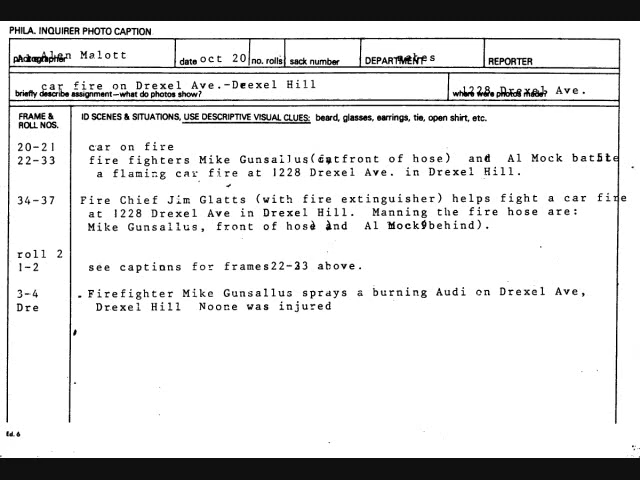 PHILA. INQUIRER PHOTO CAPTION
photographer Alan Malott date oct 20 no. rolls sack number DEPARTMENT REPORTER
car fire on Drexel Ave.-Drexel Hill 1228 Drexel Ave.
briefly describe assignment—what do photos show? where were photos made?
FRAME & ROLL NOS. ID SCENES & SITUATIONS, USE DESCRIPTIVE VISUAL CLUES: beard, glasses, earrings, tie, open shirt, etc.
20-21 car on fire
22-33 fire fighters Mike Gunsallus(at front of hose) and Al Mock battle
a flaming car fire at 1228 Drexel Ave. in Drexel Hill.
34-37 Fire Chief Jim Glatts (with fire extinguisher) helps fight a car fire
at 1228 Drexel Ave in Drexel Hill. Manning the fire hose are:
Mike Gunsallus, front of hose and Al Mock(behind).
roll 2
1-2 see captions for frames22-33 above.
3-4 Firefighter Mike Gunsallus sprays a burning Audi on Drexel Ave,
Dre Drexel Hill Noone was injured
Ed. 6